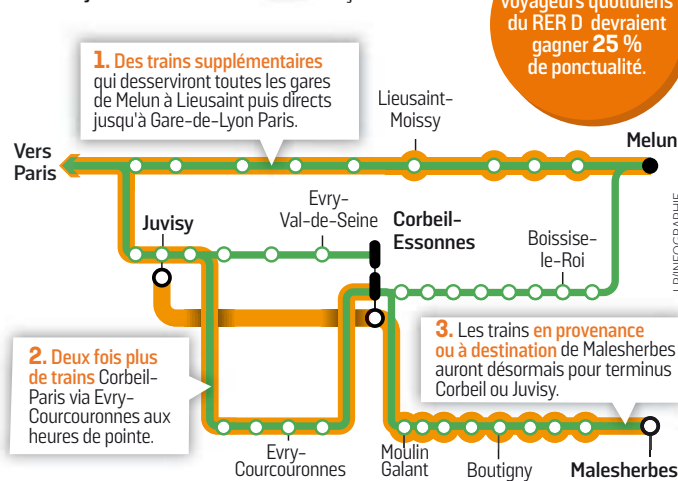 voyageurs quotidiens
du RER D devraient
gagner 25 %
de ponctualité.
1. Des trains supplémentaires
qui desserviront toutes les gares
de Melun à Lieusaint puis directs
jusqu'à Gare-de-Lyon Paris.
Lieusaint-
Moissy
Vers
Paris
Melun
Juvisy
Evry-
Val-de-Seine
Corbeil-
Essonnes
Boissise-
le-Roi
LP/INFOGRAPHIE
2. Deux fois plus
de trains Corbeil-
Paris via Evry-
Courcouronnes aux
heures de pointe.
3. Les trains en provenance
ou à destination de Malesherbes
auront désormais pour terminus
Corbeil ou Juvisy.
Evry-
Courcouronnes
Moulin
Galant
Boutigny
Malesherbes